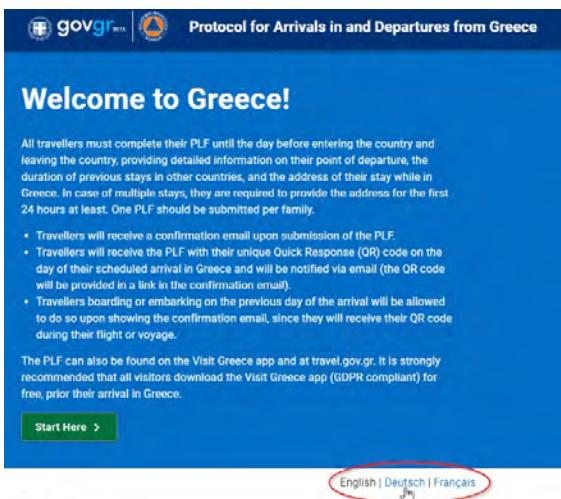 govgr BETA Protocol for Arrivals in and Departures from Greece
Welcome to Greece!
All travellers must complete their PLF until the day before entering the country and
leaving the country, providing detailed information on their point of departure, the
duration of previous stays in other countries, and the address of their stay while in
Greece. In case of multiple stays, they are required to provide the address for the first
24 hours at least. One PLF should be submitted per family.
• Travellers will receive a confirmation email upon submission of the PLF.
• Travellers will receive the PLF with their unique Quick Response (QR) code on the
day of their scheduled arrival in Greece and will be notified via email (the QR code
will be provided in a link in the confirmation email).
• Travellers boarding or embarking on the previous day of the arrival will be allowed
to do so upon showing the confirmation email, since they will receive their QR code
during their flight or voyage.
The PLF can also be found on the Visit Greece app and at travel.gov.gr. It is strongly
recommended that all visitors download the Visit Greece app (GDPR compliant) for
free, prior their arrival in Greece.
Start Here >
English | Deutsch | Français